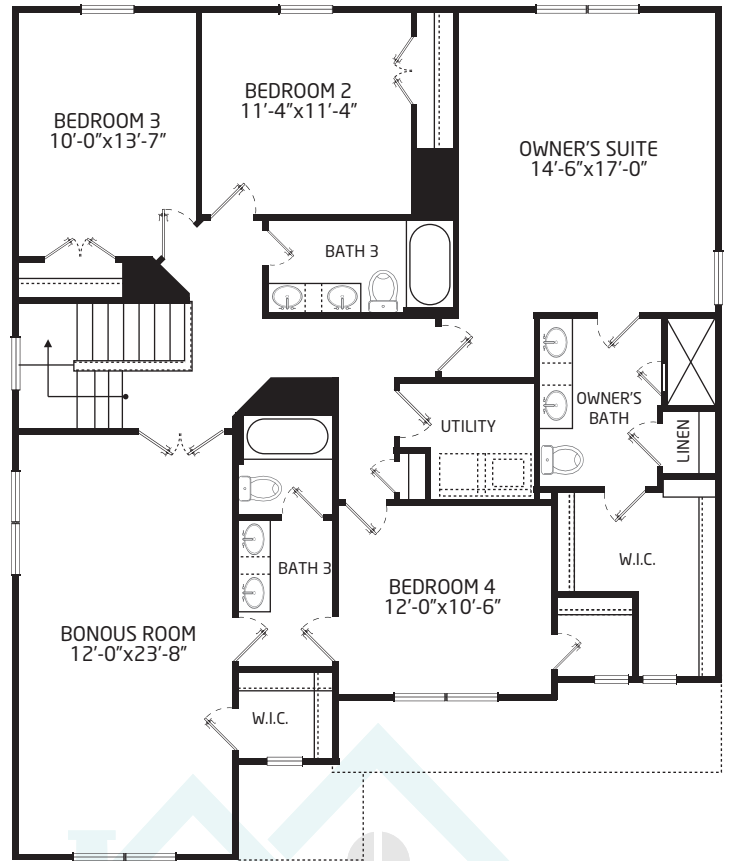 BEDROOM 3
10'-0"x13'-7"
BEDROOM 2
11'-4"x11'-4"
OWNER'S SUITE
14'-6"x17'-0"
BATH 3
OWNER'S
BATH
UTILITY
LINEN
W.I.C.
BATH 3
BEDROOM 4
12'-0"x10'-6"
BONOUS ROOM
12'-0"x23'-8"
W.I.C.